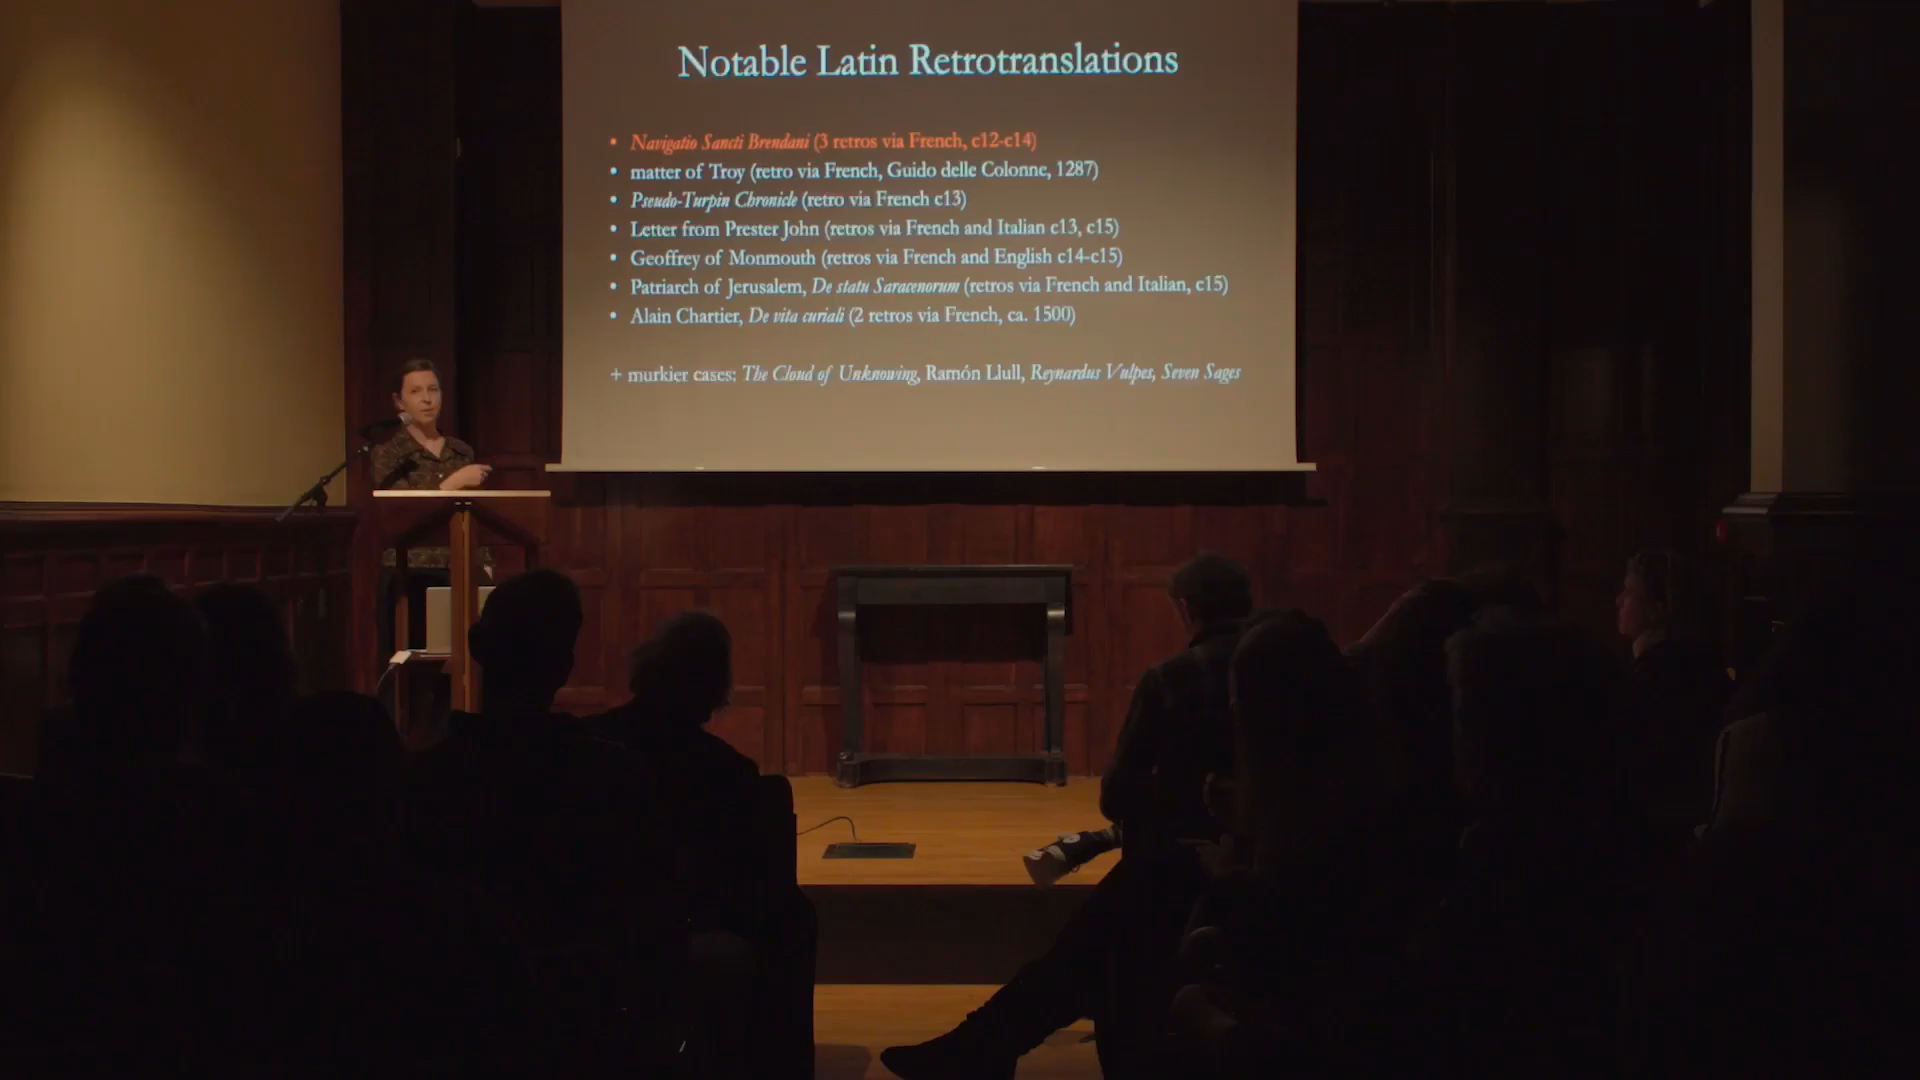 Notable Latin Retrotranslations
• Navigatio Sancti Brendani (3 retros via French, c12-c14)
• matter of Troy (retro via French, Guido delle Colonne, 1287)
• Pseudo-Turpin Chronicle (retro via French c13)
• Letter from Prester John (retros via French and Italian c13, c15)
• Geoffrey of Monmouth (retros via French and English c14-c15)
• Patriarch of Jerusalem, De statu Saracenorum (retros via French and Italian, c15)
• Alain Chartier, De vita curiali (2 retros via French, ca. 1500)
+ murkier cases: The Cloud of Unknowing, Ramón Llull, Reynardus Vulpes, Seven Sages